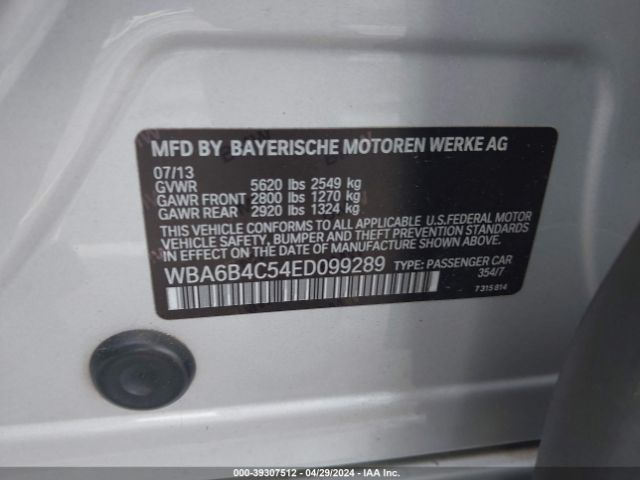 MFD BY BAYERISCHE MOTOREN WERKE AG
07/13
GVWR 5620 lbs 2549 kg
GAWR FRONT 2800 lbs 1270 kg
GAWR REAR 2920 lbs 1324 kg
THIS VEHICLE CONFORMS TO ALL APPLICABLE U.S.FEDERAL MOTOR
VEHICLE SAFETY, BUMPER AND THEFT PREVENTION STANDARDS
IN EFFECT ON THE DATE OF MANUFACTURE SHOWN ABOVE.
WBA6B4C54ED099289 TYPE: PASSENGER CAR
354/7
7 315 814
000-39307512 - 04/29/2024 - IAA Inc.